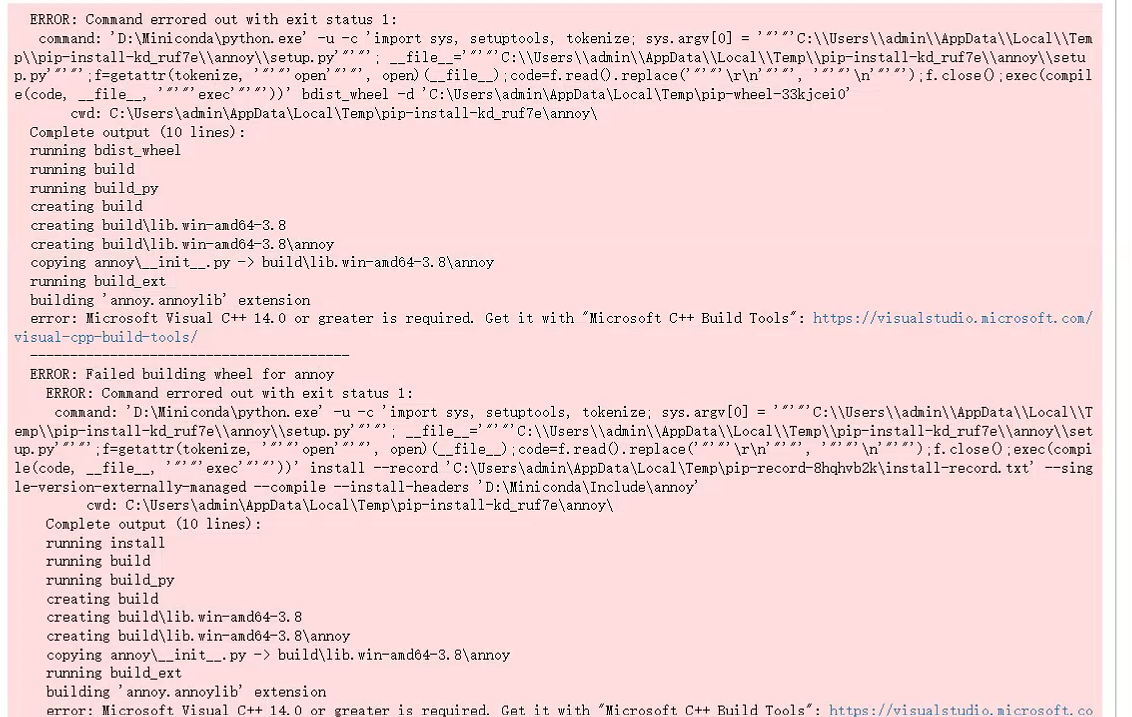 ERROR: Command errored out with exit status 1:
command: 'D:\Miniconda\python.exe' -u -c 'import sys, setuptools, tokenize; sys.argv[0] = '"'"'C:\\Users\\admin\\AppData\\Local\\Tem
p\\pip-install-kd_ruf7e\\annoy\\setup.py'"'"'; __file__='"'"'C:\\Users\\admin\\AppData\\Local\\Temp\\pip-install-kd_ruf7e\\annoy\\setu
p.py'"'"';f=getattr(tokenize, '"'"'open'"'"', open)(__file__);code=f.read().replace('"'"'\r\n'"'"', '"'"'\n'"'"');f.close();exec(compil
e(code, __file__, '"'"'exec'"'"'))' bdist_wheel -d 'C:\Users\admin\AppData\Local\Temp\pip-wheel-33kjcei0'
cwd: C:\Users\admin\AppData\Local\Temp\pip-install-kd_ruf7e\annoy\
Complete output (10 lines):
running bdist_wheel
running build
running build_py
creating build
creating build\lib.win-amd64-3.8
creating build\lib.win-amd64-3.8\annoy
copying annoy\__init__.py -> build\lib.win-amd64-3.8\annoy
running build_ext
building 'annoy.annoylib' extension
error: Microsoft Visual C++ 14.0 or greater is required. Get it with "Microsoft C++ Build Tools": https://visualstudio.microsoft.com/
visual-cpp-build-tools/
----------------------------------------
ERROR: Failed building wheel for annoy
ERROR: Command errored out with exit status 1:
command: 'D:\Miniconda\python.exe' -u -c 'import sys, setuptools, tokenize; sys.argv[0] = '"'"'C:\\Users\\admin\\AppData\\Local\\T
emp\\pip-install-kd_ruf7e\\annoy\\setup.py'"'"'; __file__='"'"'C:\\Users\\admin\\AppData\\Local\\Temp\\pip-install-kd_ruf7e\\annoy\\set
up.py'"'"';f=getattr(tokenize, '"'"'open'"'"', open)(__file__);code=f.read().replace('"'"'\r\n'"'"', '"'"'\n'"'"');f.close();exec(compi
le(code, __file__, '"'"'exec'"'"'))' install --record 'C:\Users\admin\AppData\Local\Temp\pip-record-8hqhvb2k\install-record.txt' --sing
le-version-externally-managed --compile --install-headers 'D:\Miniconda\Include\annoy'
cwd: C:\Users\admin\AppData\Local\Temp\pip-install-kd_ruf7e\annoy\
Complete output (10 lines):
running install
running build
running build_py
creating build
creating build\lib.win-amd64-3.8
creating build\lib.win-amd64-3.8\annoy
copying annoy\__init__.py -> build\lib.win-amd64-3.8\annoy
running build_ext
building 'annoy.annoylib' extension
error: Microsoft Visual C++ 14.0 or greater is required. Get it with "Microsoft C++ Build Tools": https://visualstudio.microsoft.co